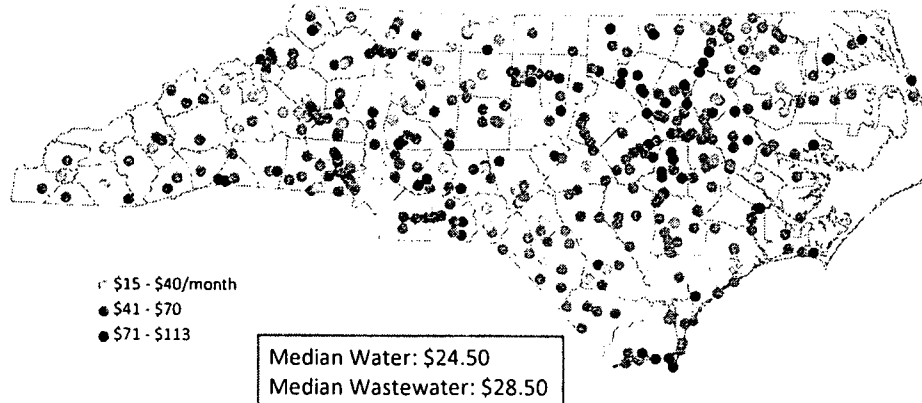 $15 - $40/month
$41 - $70
$71 - $113
Median Water: $24.50
Median Wastewater: $28.50